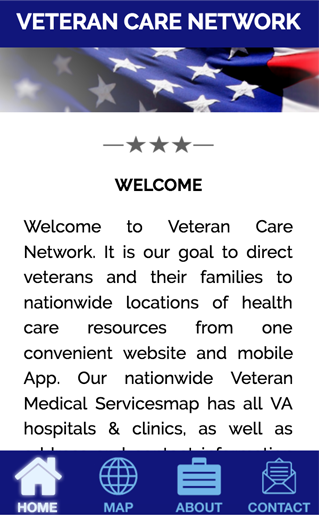 VETERAN CARE NETWORK
WELCOME
Welcome to Veteran Care
Network. It is our goal to direct
veterans and their families to
nationwide locations of health
care resources from one
convenient website and mobile
App. Our nationwide Veteran
Medical Servicesmap has all VA
hospitals & clinics, as well as
HOME MAP ABOUT CONTACT